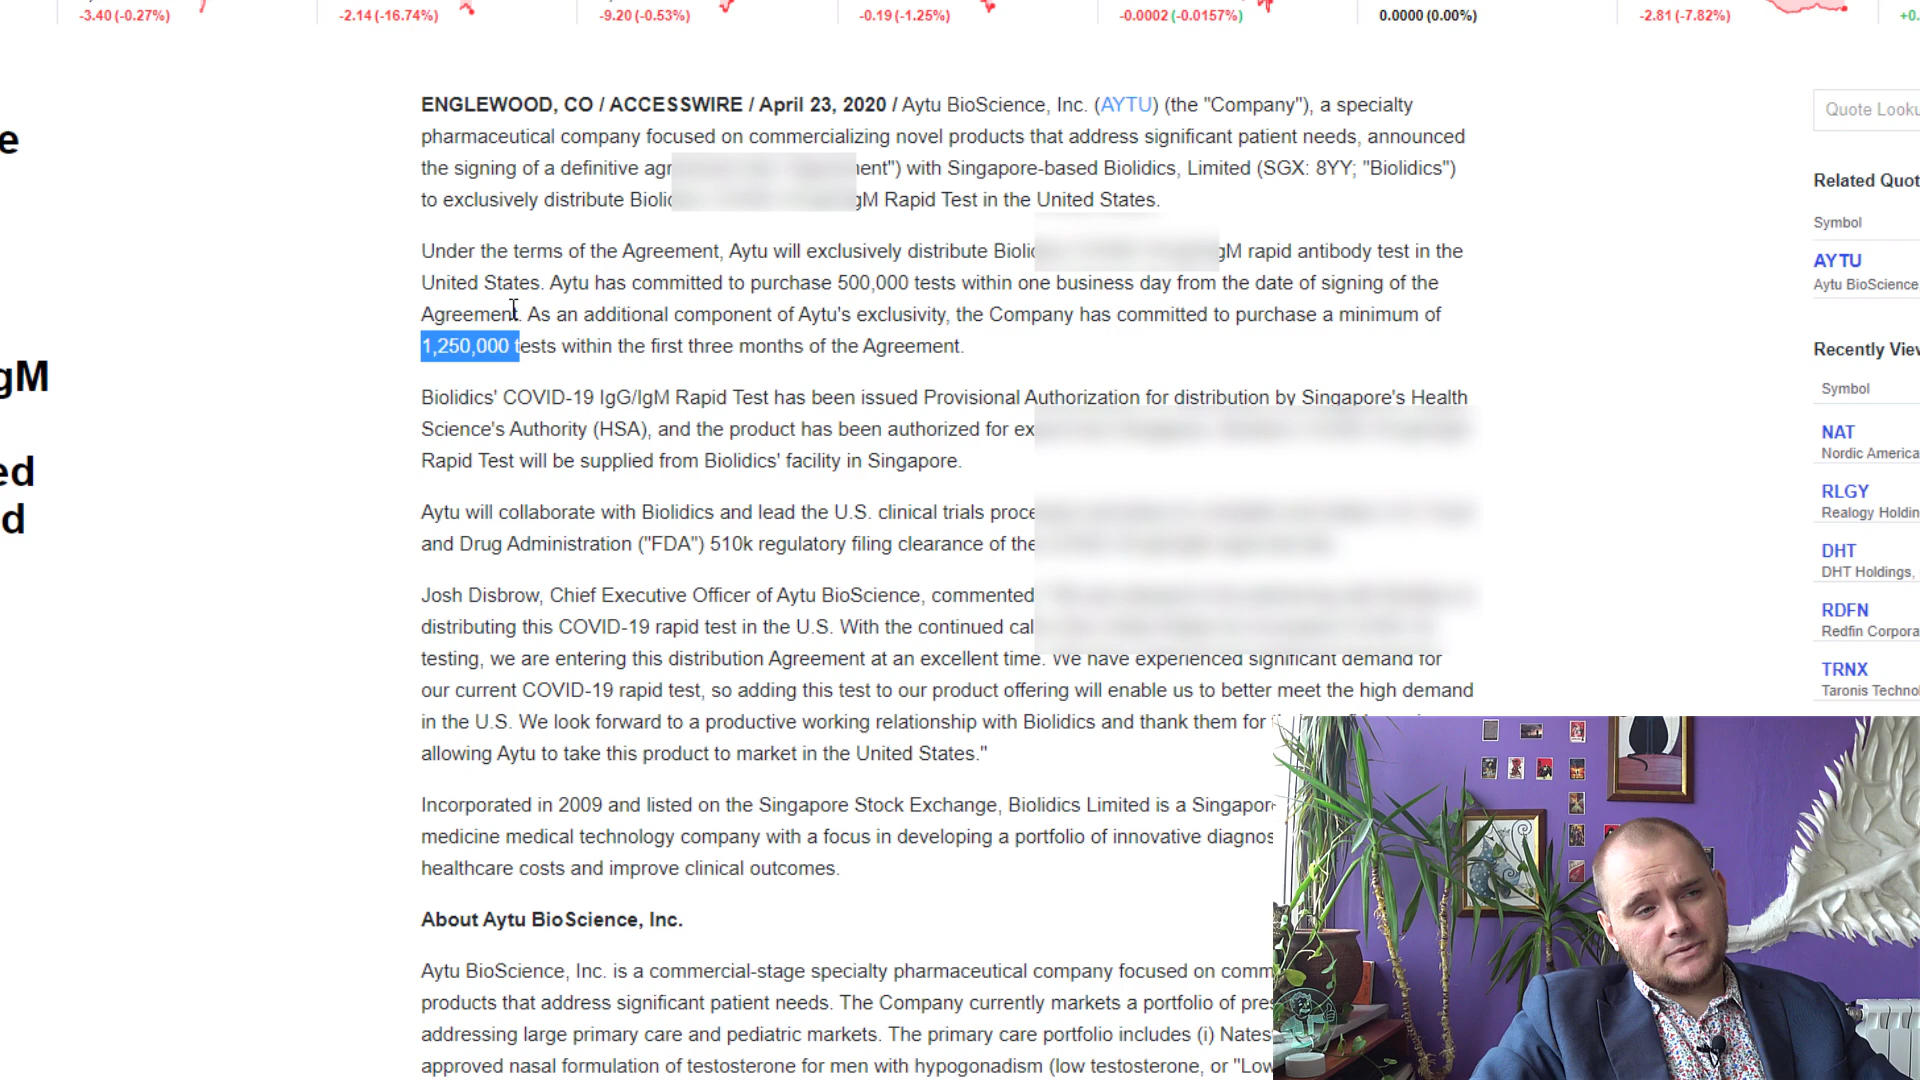 -3.40 (-0.27%) -2.14 (-16.74%) -9.20 (-0.53%) -0.19 (-1.25%) -0.0002 (-0.0157%) 0.0000 (0.00%) -2.81 (-7.82%) +0.
e
gM
ed
d
ENGLEWOOD, CO / ACCESSWIRE / April 23, 2020 / Aytu BioScience, Inc. (AYTU) (the "Company"), a specialty
pharmaceutical company focused on commercializing novel products that address significant patient needs, announced
the signing of a definitive agr ent") with Singapore-based Biolidics, Limited (SGX: 8YY; "Biolidics")
to exclusively distribute Biolid gM Rapid Test in the United States.
Under the terms of the Agreement, Aytu will exclusively distribute Biolid gM rapid antibody test in the
United States. Aytu has committed to purchase 500,000 tests within one business day from the date of signing of the
Agreement. As an additional component of Aytu's exclusivity, the Company has committed to purchase a minimum of
1,250,000 tests within the first three months of the Agreement.
Biolidics' COVID-19 IgG/IgM Rapid Test has been issued Provisional Authorization for distribution by Singapore's Health
Science's Authority (HSA), and the product has been authorized for ex
Rapid Test will be supplied from Biolidics' facility in Singapore.
Aytu will collaborate with Biolidics and lead the U.S. clinical trials proce
and Drug Administration ("FDA") 510k regulatory filing clearance of the
Josh Disbrow, Chief Executive Officer of Aytu BioScience, commented
distributing this COVID-19 rapid test in the U.S. With the continued cal
testing, we are entering this distribution Agreement at an excellent time. We have experienced significant demand for
our current COVID-19 rapid test, so adding this test to our product offering will enable us to better meet the high demand
in the U.S. We look forward to a productive working relationship with Biolidics and thank them for
allowing Aytu to take this product to market in the United States."
Incorporated in 2009 and listed on the Singapore Stock Exchange, Biolidics Limited is a Singapor
medicine medical technology company with a focus in developing a portfolio of innovative diagnos
healthcare costs and improve clinical outcomes.
About Aytu BioScience, Inc.
Aytu BioScience, Inc. is a commercial-stage specialty pharmaceutical company focused on comm
products that address significant patient needs. The Company currently markets a portfolio of pres
addressing large primary care and pediatric markets. The primary care portfolio includes (i) Nates
approved nasal formulation of testosterone for men with hypogonadism (low testosterone, or "Low
Quote Looku
Related Quot
Symbol
AYTU
Aytu BioScience
Recently View
Symbol
NAT
Nordic America
RLGY
Realogy Holdin
DHT
DHT Holdings,
RDFN
Redfin Corpora
TRNX
Taronis Technol